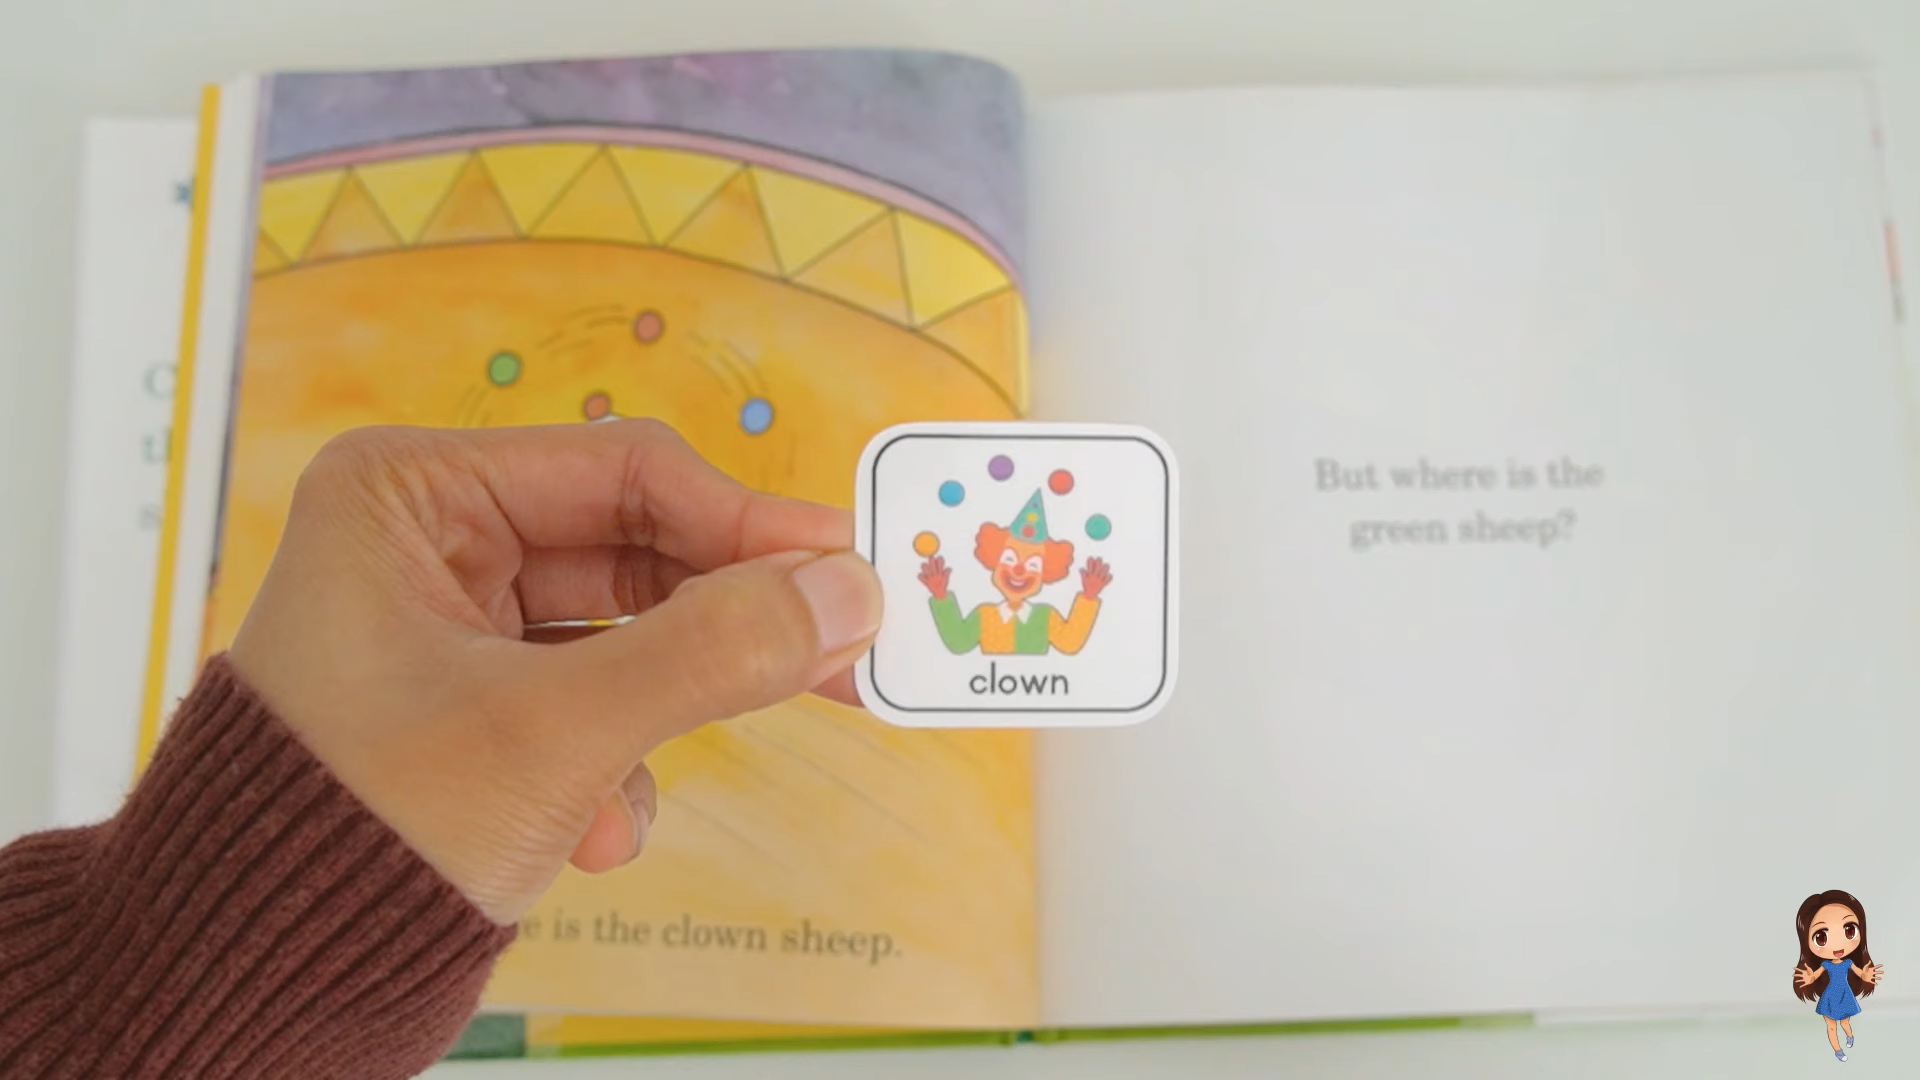 clown
is the clown sheep.
But where is the
green sheep?